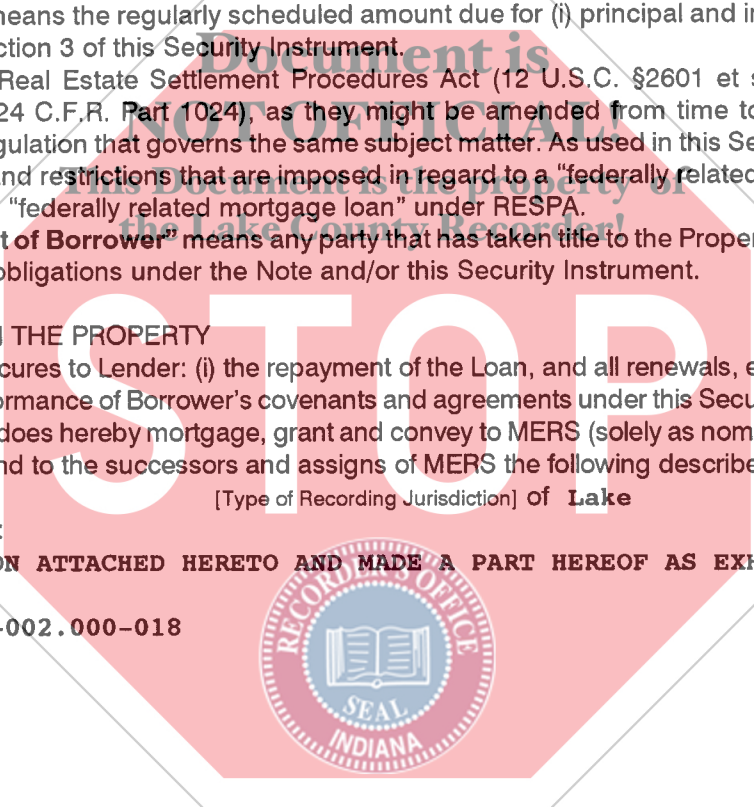 means the regularly scheduled amount due for (i) principal and i
ction 3 of this Security Instrument.
Document is
Real Estate Settlement Procedures Act (12 U.S.C. §2601 et s
24 C.F.R. Part 1024), as they might be amended from time to
NOT OFFICIAL!
gulation that governs the same subject matter. As used in this Se
nd restrictions that are imposed in regard to a “federally related
This Document is the property of
“federally related mortgage loan” under RESPA.
the Lake County Recorder!
t of Borrower” means any party that has taken title to the Proper
obligations under the Note and/or this Security Instrument.
STOP
THE PROPERTY
cures to Lender: (i) the repayment of the Loan, and all renewals, e
ormance of Borrower’s covenants and agreements under this Secu
does hereby mortgage, grant and convey to MERS (solely as nom
nd to the successors and assigns of MERS the following describe
[Type of Recording Jurisdiction] of Lake
:
ON ATTACHED HERETO AND MADE A PART HEREOF AS EXH
-002.000-018
RECORDER'S OFFICE
SEAL
INDIANA